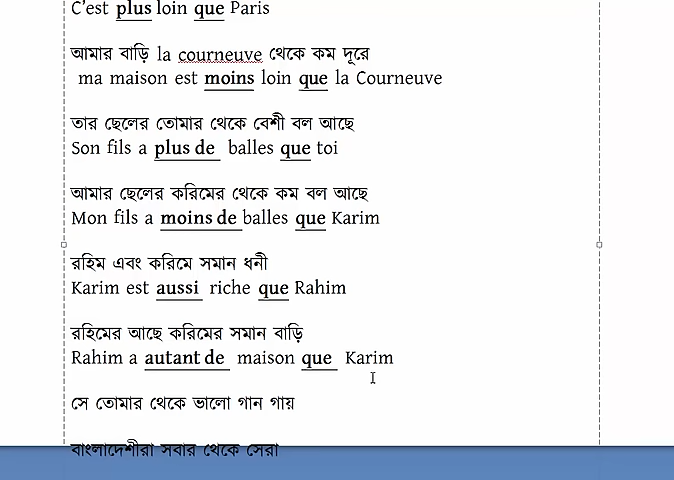 C'est plus loin que Paris
আমার বাড়ি la courneuve থেকে কম দূরে
ma maison est moins loin que la Courneuve
তার ছেলের তোমার থেকে বেশী বল আছে
Son fils a plus de balles que toi
আমার ছেলের করিমের থেকে কম বল আছে
Mon fils a moins de balles que Karim
রহিম এবং করিমে সমান ধনী
Karim est aussi riche que Rahim
রহিমের আছে করিমের সমান বাড়ি
Rahim a autant de maison que Karim
সে তোমার থেকে ভালো গান গায়
বাংলাদেশীরা সবার থেকে সেরা